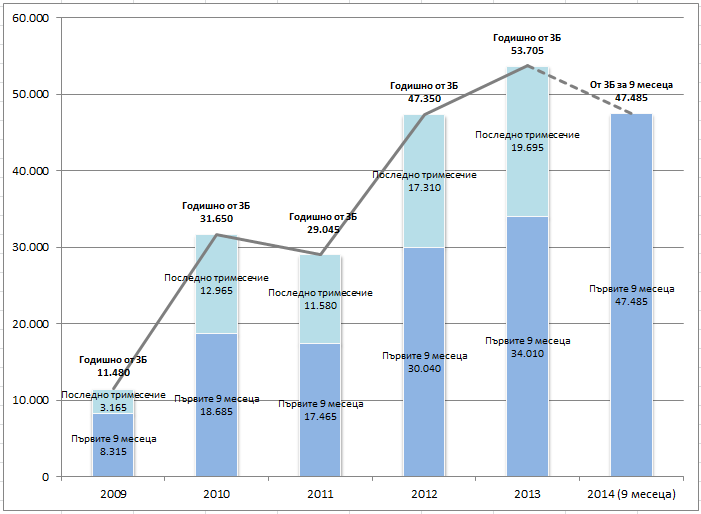 60.000
50.000
40.000
30.000
20.000
10.000
0
Годишно от ЗБ
11.480
Последно тримесечие
3.165
Първите 9 месеца
8.315
Годишно от ЗБ
31.650
Последно тримесечие
12.965
Първите 9 месеца
18.685
Годишно от ЗБ
29.045
Последно тримесечие
11.580
Първите 9 месеца
17.465
Годишно от ЗБ
47.350
Последно тримесечие
17.310
Първите 9 месеца
30.040
Годишно от ЗБ
53.705
Последно тримесечие
19.695
Първите 9 месеца
34.010
От ЗБ за 9 месеца
47.485
Първите 9 месеца
47.485
2009
2010
2011
2012
2013
2014 (9 месеца)